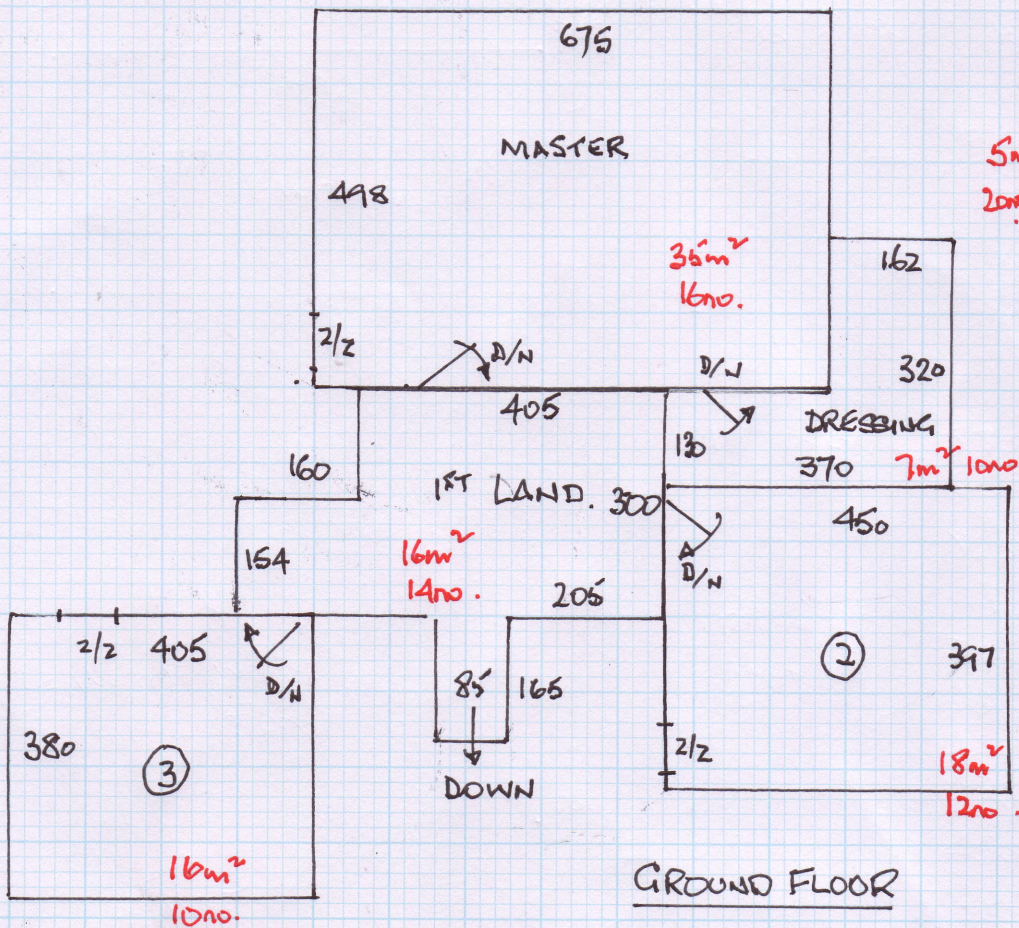 675
MASTER
498
5m
20m
35m²
16no.
162
2/2
D/N
D/N
320
405
130
DRESSING
160
370
7m² 10no
1ST LAND.
300
450
154
16m²
14no.
D/N
205
2/2
405
2
397
D/N
85
165
380
3
2/2
DOWN
18m²
12no.
16m²
10no.
GROUND FLOOR